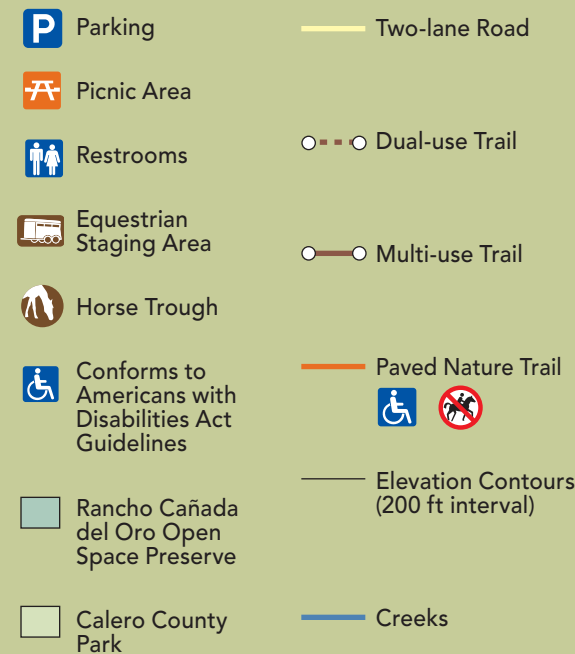 P
Parking
Picnic Area
Restrooms
Equestrian
Staging Area
Horse Trough
Conforms to
Americans with
Disabilities Act
Guidelines
Rancho Cañada
del Oro Open
Space Preserve
Calero County
Park
Two-lane Road
Dual-use Trail
Multi-use Trail
Paved Nature Trail
Elevation Contours
(200 ft interval)
Creeks